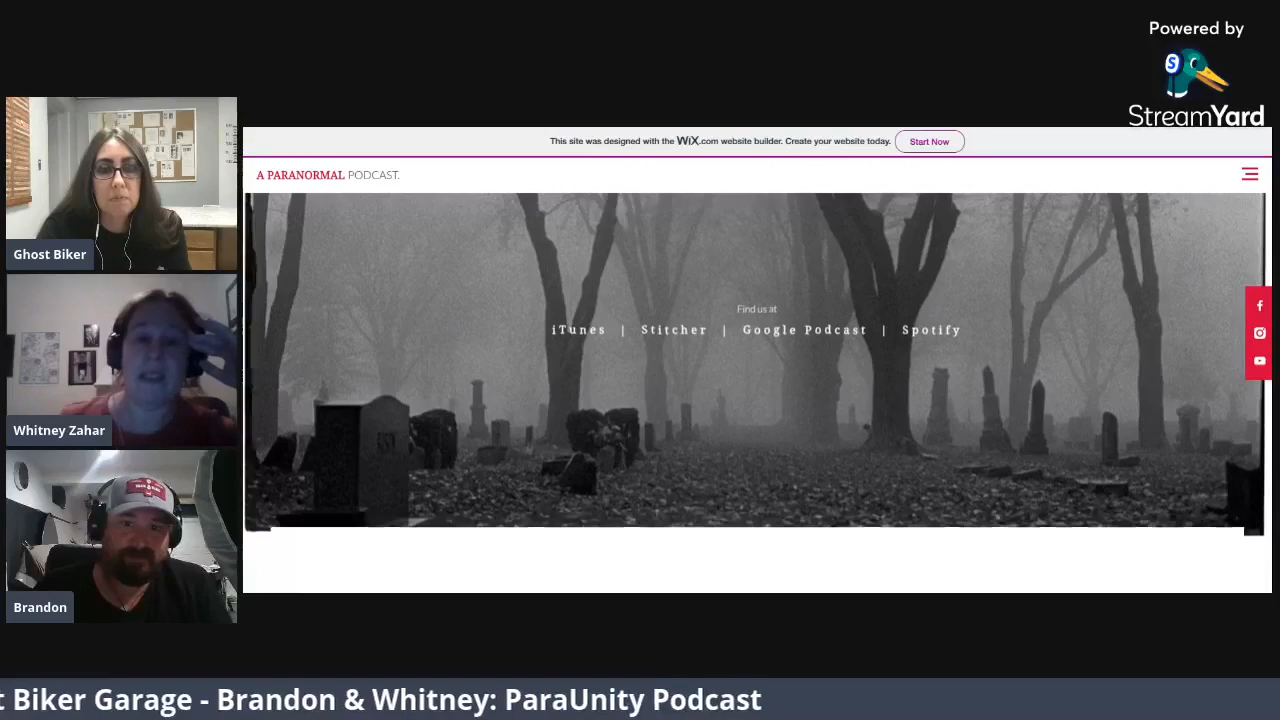 Powered by
S
StreamYard
This site was designed with the WiX.com website builder. Create your website today.
Start Now
A PARANORMAL PODCAST.
Find us at
iTunes | Stitcher | Google Podcast | Spotify
Ghost Biker
Whitney Zahar
Brandon
t Biker Garage - Brandon & Whitney: ParaUnity Podcast